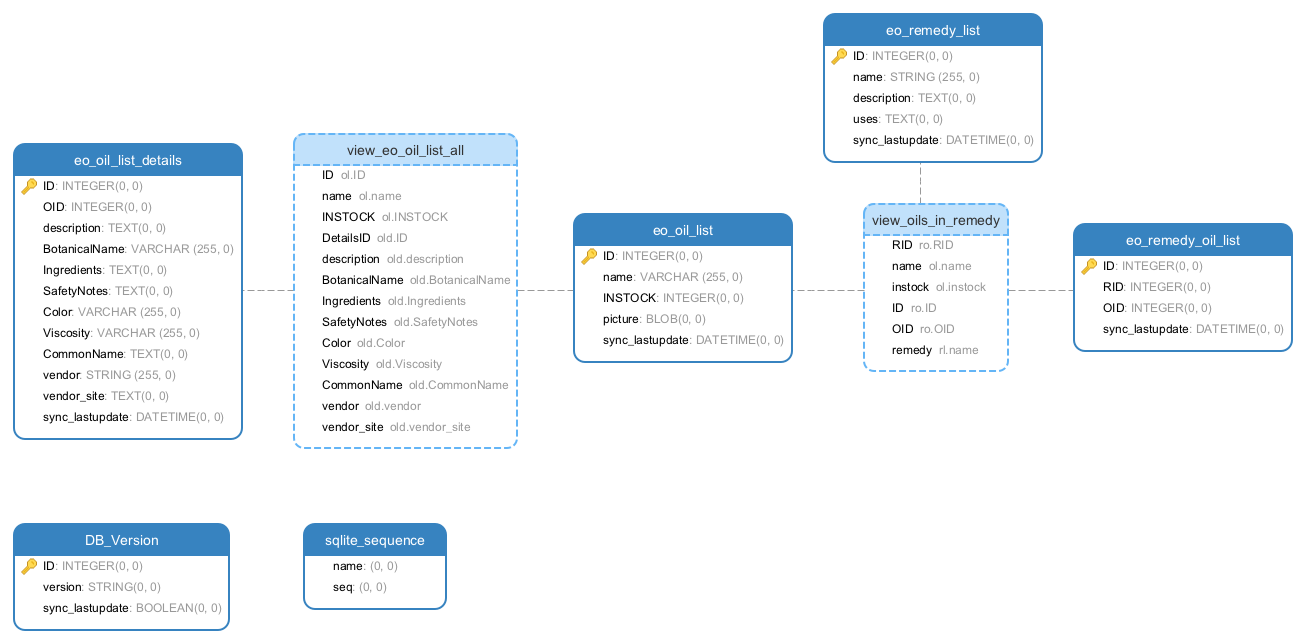 eo_remedy_list
ID: INTEGER(0, 0)
name: STRING (255, 0)
description: TEXT(0, 0)
uses: TEXT(0, 0)
sync_lastupdate: DATETIME(0, 0)
eo_oil_list_details
ID: INTEGER(0, 0)
OID: INTEGER(0, 0)
description: TEXT(0, 0)
BotanicalName: VARCHAR (255, 0)
Ingredients: TEXT(0, 0)
SafetyNotes: TEXT(0, 0)
Color: VARCHAR (255, 0)
Viscosity: VARCHAR (255, 0)
CommonName: TEXT(0, 0)
vendor: STRING (255, 0)
vendor_site: TEXT(0, 0)
sync_lastupdate: DATETIME(0, 0)
view_eo_oil_list_all
ID ol.ID
name ol.name
INSTOCK ol.INSTOCK
DetailsID old.ID
description old.description
BotanicalName old.BotanicalName
Ingredients old.Ingredients
SafetyNotes old.SafetyNotes
Color old.Color
Viscosity old.Viscosity
CommonName old.CommonName
vendor old.vendor
vendor_site old.vendor_site
eo_oil_list
ID: INTEGER(0, 0)
name: VARCHAR (255, 0)
INSTOCK: INTEGER(0, 0)
picture: BLOB(0, 0)
sync_lastupdate: DATETIME(0, 0)
view_oils_in_remedy
RID ro.RID
name ol.name
instock ol.instock
ID ro.ID
OID ro.OID
remedy rl.name
eo_remedy_oil_list
ID: INTEGER(0, 0)
RID: INTEGER(0, 0)
OID: INTEGER(0, 0)
sync_lastupdate: DATETIME(0, 0)
DB_Version
ID: INTEGER(0, 0)
version: STRING(0, 0)
sync_lastupdate: BOOLEAN(0, 0)
sqlite_sequence
name: (0, 0)
seq: (0, 0)